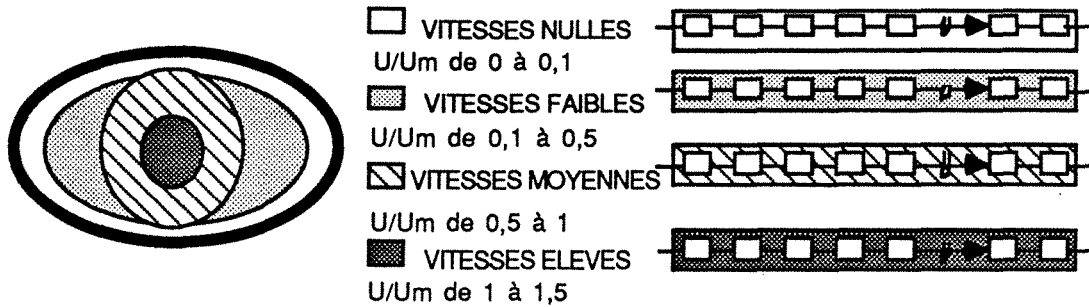 VITESSES NULLES
U/Um de 0 à 0,1
VITESSES FAIBLES
U/Um de 0,1 à 0,5
VITESSES MOYENNES
U/Um de 0,5 à 1
VITESSES ELEVES
U/Um de 1 à 1,5